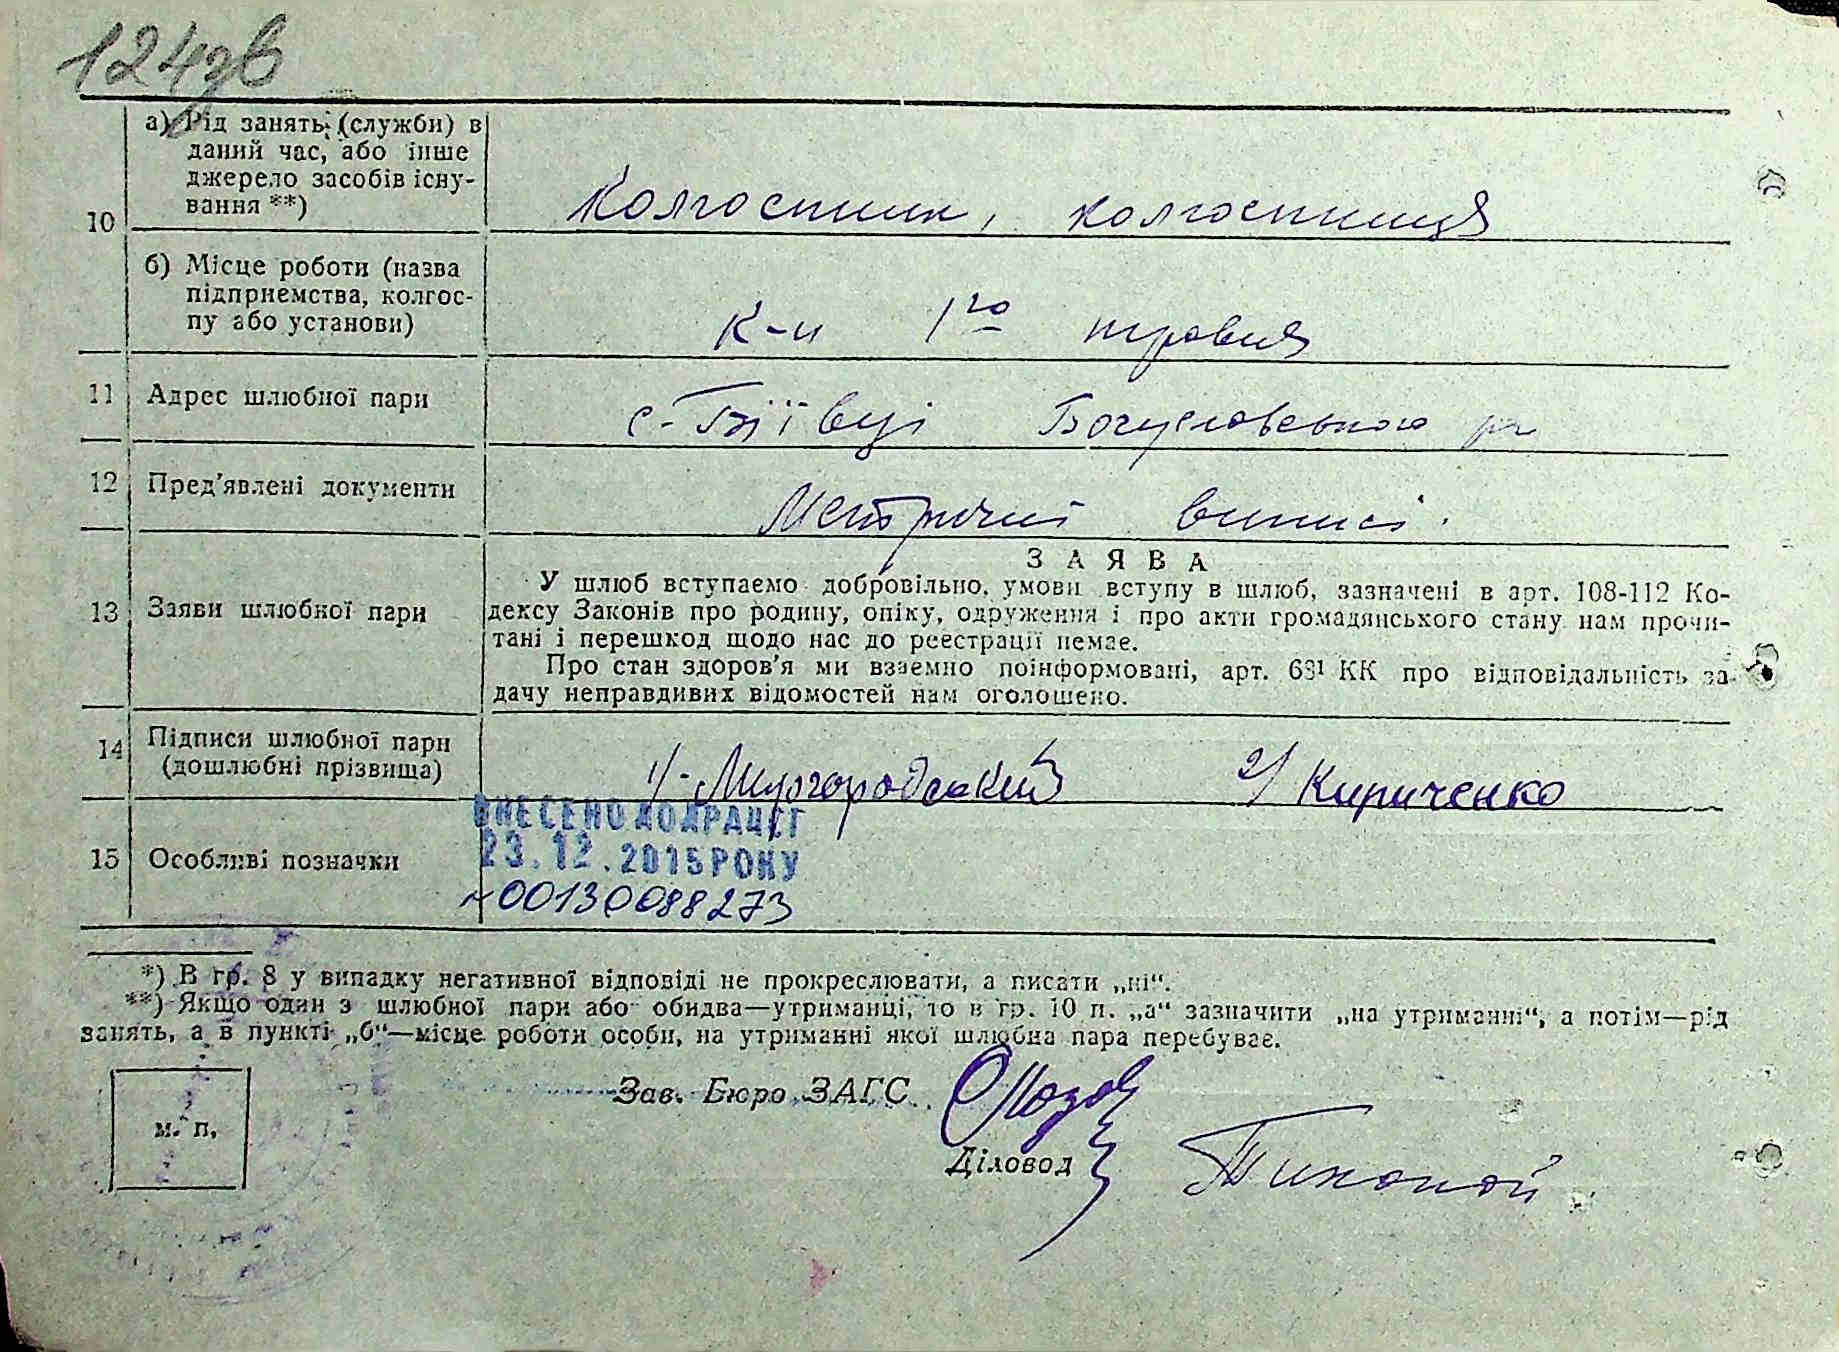 124зв
а) Рід занять (служби) в
даний час, або інше
джерело засобів існу-
вання **)
Колгоспник, колгоспниця
10
б) Місце роботи (назва
підприємства, колгос-
пу або установи)
к-п 1го травня
11 Адрес шлюбної пари
с. Біївці Богуславського р-н
12 Пред'явлені документи
Метричні виписі.
ЗАЯВА
13 Заяви шлюбної пари
У шлюб вступаємо добровільно, умови вступу в шлюб, зазначені в арт. 108-112 Ко-
дексу Законів про родину, опіку, одруження і про акти громадянського стану нам прочи-
тані і перешкод щодо нас до реєстрації немає.
Про стан здоров'я ми взаємно поінформовані, арт. 68¹ КК про відповідальність за
дачу неправдивих відомостей нам оголошено.
14 Підписи шлюбної пари
(дошлюбні прізвища)
1/- Миргородський 2/ Кириченко
ВНЕСЕНО ДО ДРАЦСГ
15 Особливі позначки
23.12.2015 РОКУ
00130088273
*) В гр. 8 у випадку негативної відповіді не прокреслювати, а писати „ні“.
**) Якщо один з шлюбної пари або обидва—утриманці, то в гр. 10 п. „а“ зазначити „на утриманні“, а потім—рід
занять, а в пункті „б“—місце роботи особи, на утриманні якої шлюбна пара перебуває.
Зав. Бюро ЗАГС
м. п.
Діловод